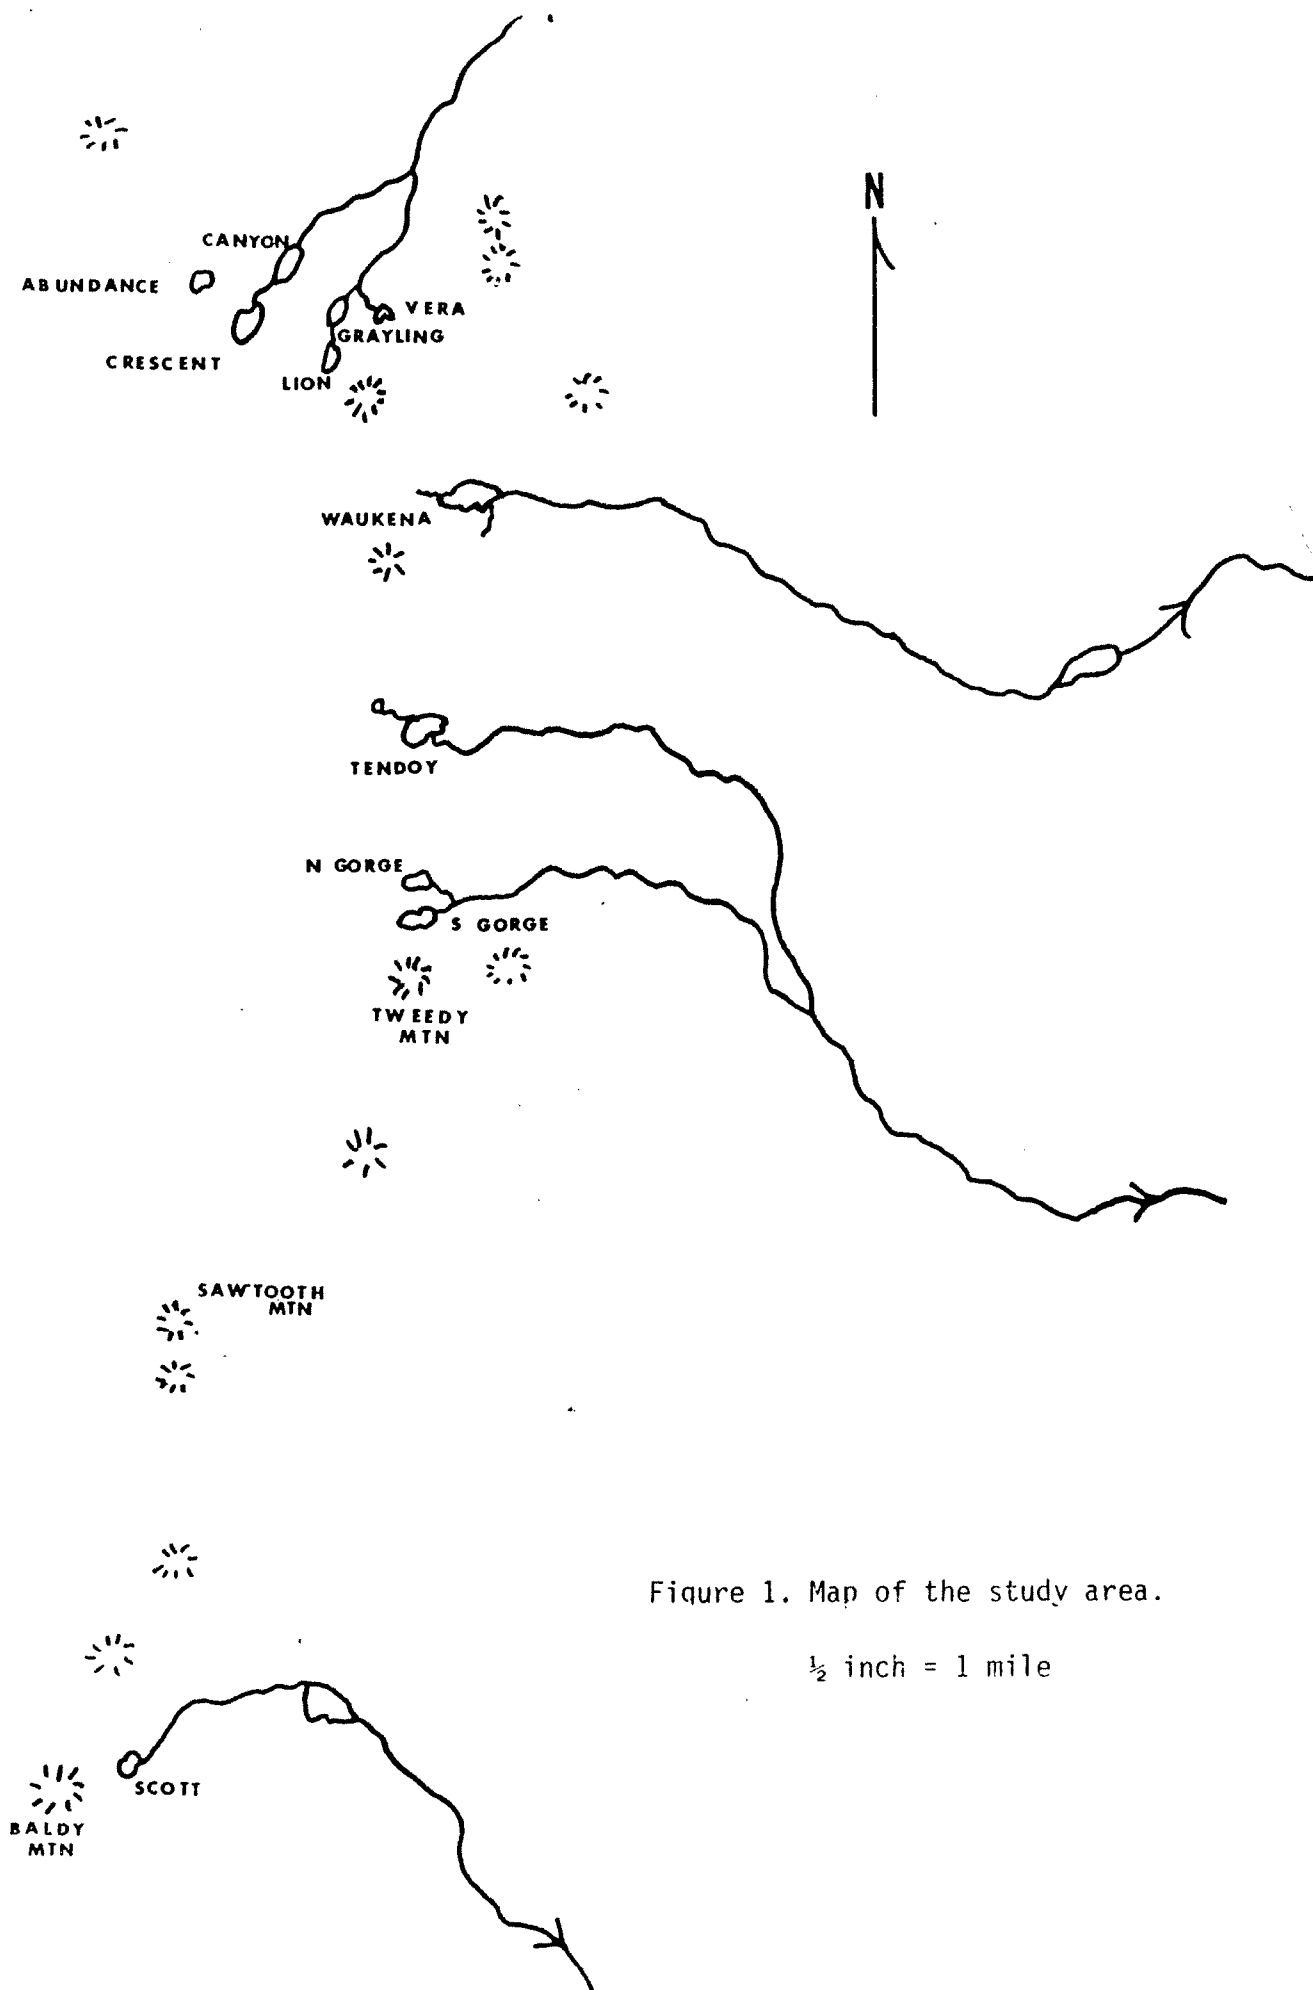 N
CANYON
ABUNDANCE
VERA
GRAYLING
CRESCENT
LION
WAUKENA
TENDOY
N GORGE
S GORGE
TWEEDY
MTN
SAWTOOTH
MTN
Figure 1. Map of the study area.
½ inch = 1 mile
SCOTT
BALDY
MTN